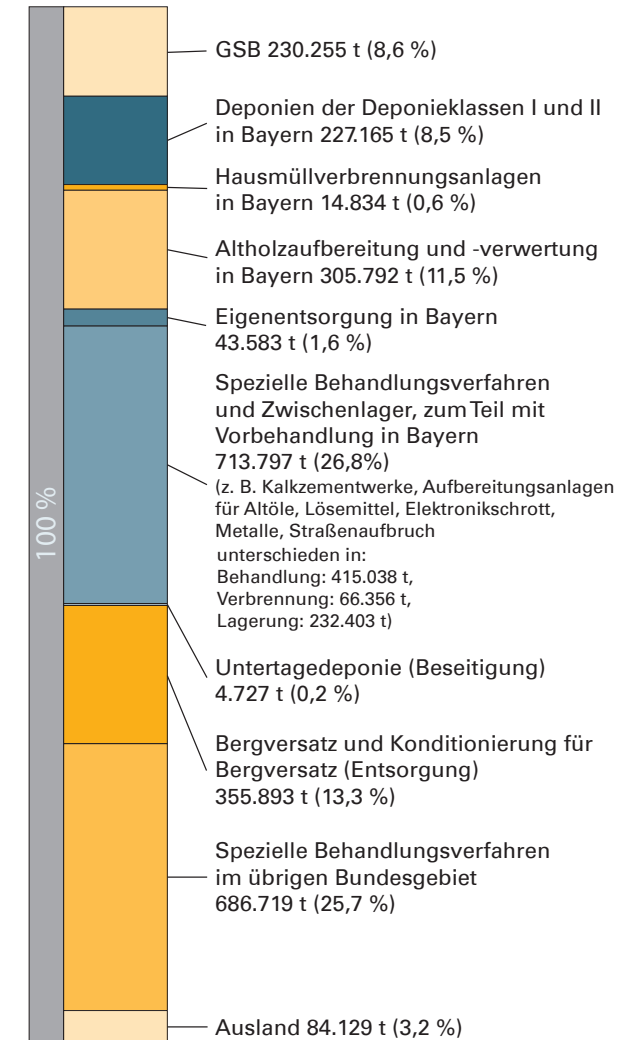 GSB 230.255 t (8,6 %)
Deponien der Deponieklassen I und II
in Bayern 227.165 t (8,5 %)
Hausmüllverbrennungsanlagen
in Bayern 14.834 t (0,6 %)
Altholzaufbereitung und -verwertung
in Bayern 305.792 t (11,5 %)
Eigenentsorgung in Bayern
43.583 t (1,6 %)
Spezielle Behandlungsverfahren
und Zwischenlager, zum Teil mit
Vorbehandlung in Bayern
713.797 t (26,8%)
(z. B. Kalkzementwerke, Aufbereitungsanlagen
für Altöle, Lösemittel, Elektronikschrott,
Metalle, Straßenaufbruch
unterschieden in:
Behandlung: 415.038 t,
Verbrennung: 66.356 t,
Lagerung: 232.403 t)
100 %
Untertagedeponie (Beseitigung)
4.727 t (0,2 %)
Bergversatz und Konditionierung für
Bergversatz (Entsorgung)
355.893 t (13,3 %)
Spezielle Behandlungsverfahren
im übrigen Bundesgebiet
686.719 t (25,7 %)
Ausland 84.129 t (3,2 %)